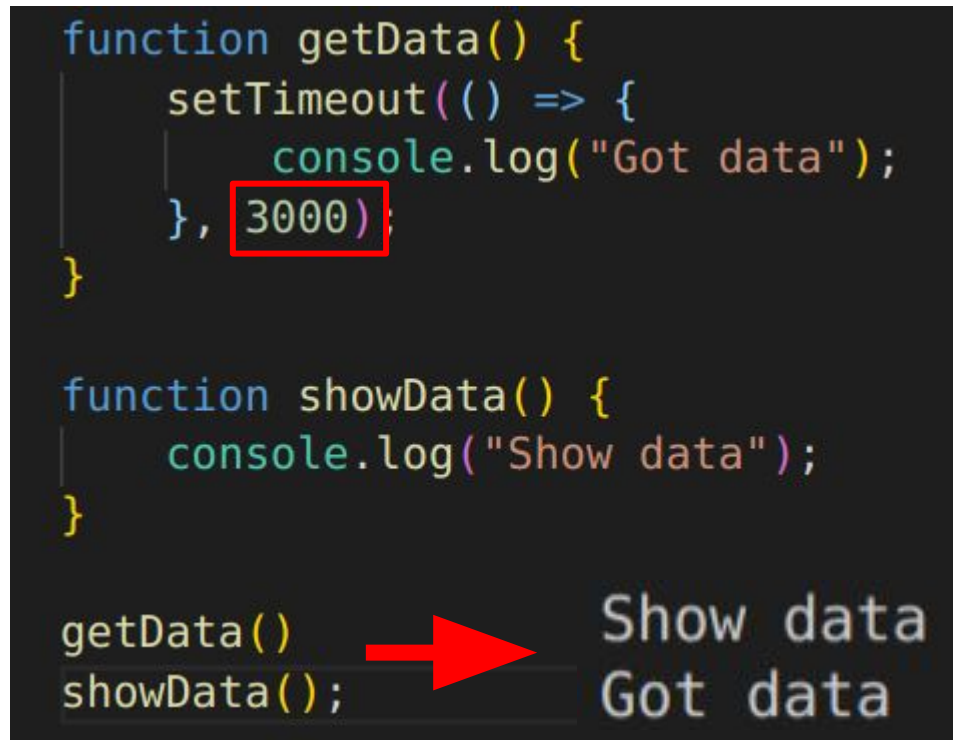 function getData() {
    setTimeout(() => {
        console.log("Got data");
    }, 3000);
}
function showData() {
    console.log("Show data");
}
getData()
showData();
Show data
Got data